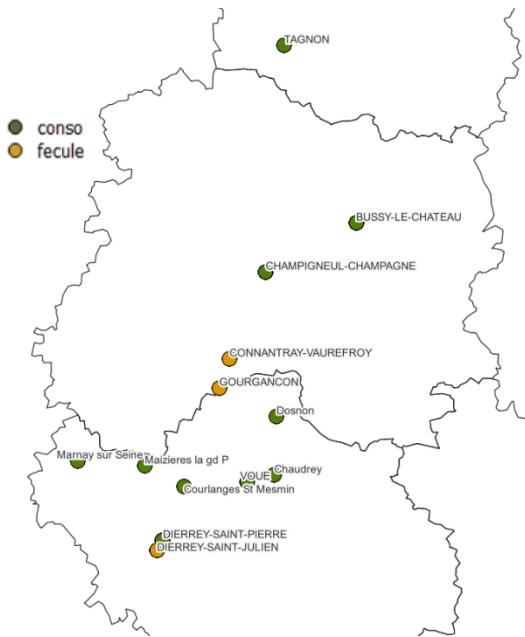 TAGNON
conso
fecule
BUSSY-LE-CHATEAU
CHAMPIGNEUL-CHAMPAGNE
CONNANTRAY-VAUREFROY
GOURGANCON
Dosnon
Marnay sur Seine
Maizieres la gd P
VOUE
Chaudrey
Courlanges St Mesmin
DIERREY-SAINT-PIERRE
DIERREY-SAINT-JULIEN